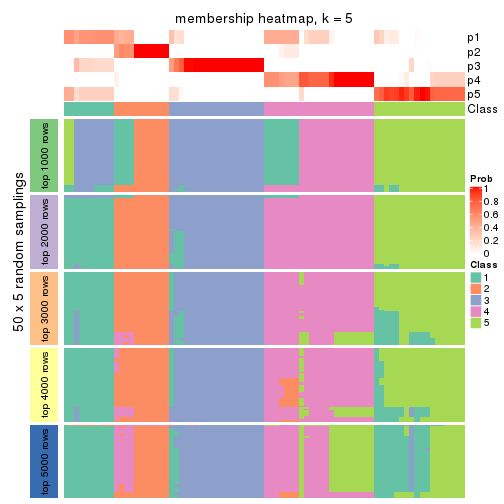 membership heatmap, k = 5
p1
p2
p3
p4
p5
Class
50 x 5 random samplings
top 1000 rows
top 2000 rows
top 3000 rows
top 4000 rows
top 5000 rows
Prob
1
0.8
0.6
0.4
0.2
0
Class
1
2
3
4
5